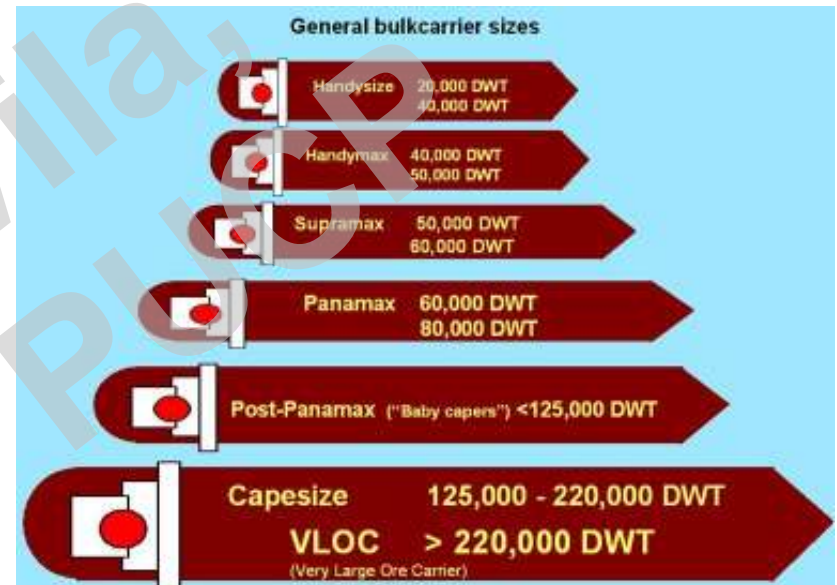 General bulkcarrier sizes
Handysize 20,000 DWT
40,000 DWT
Handymax 40,000 DWT
50,000 DWT
Supramax 50,000 DWT
60,000 DWT
Panamax 60,000 DWT
80,000 DWT
Post-Panamax ("Baby capers") <125,000 DWT
Capesize 125,000 - 220,000 DWT
VLOC > 220,000 DWT
(Very Large Ore Carrier)
vila,
PUCP